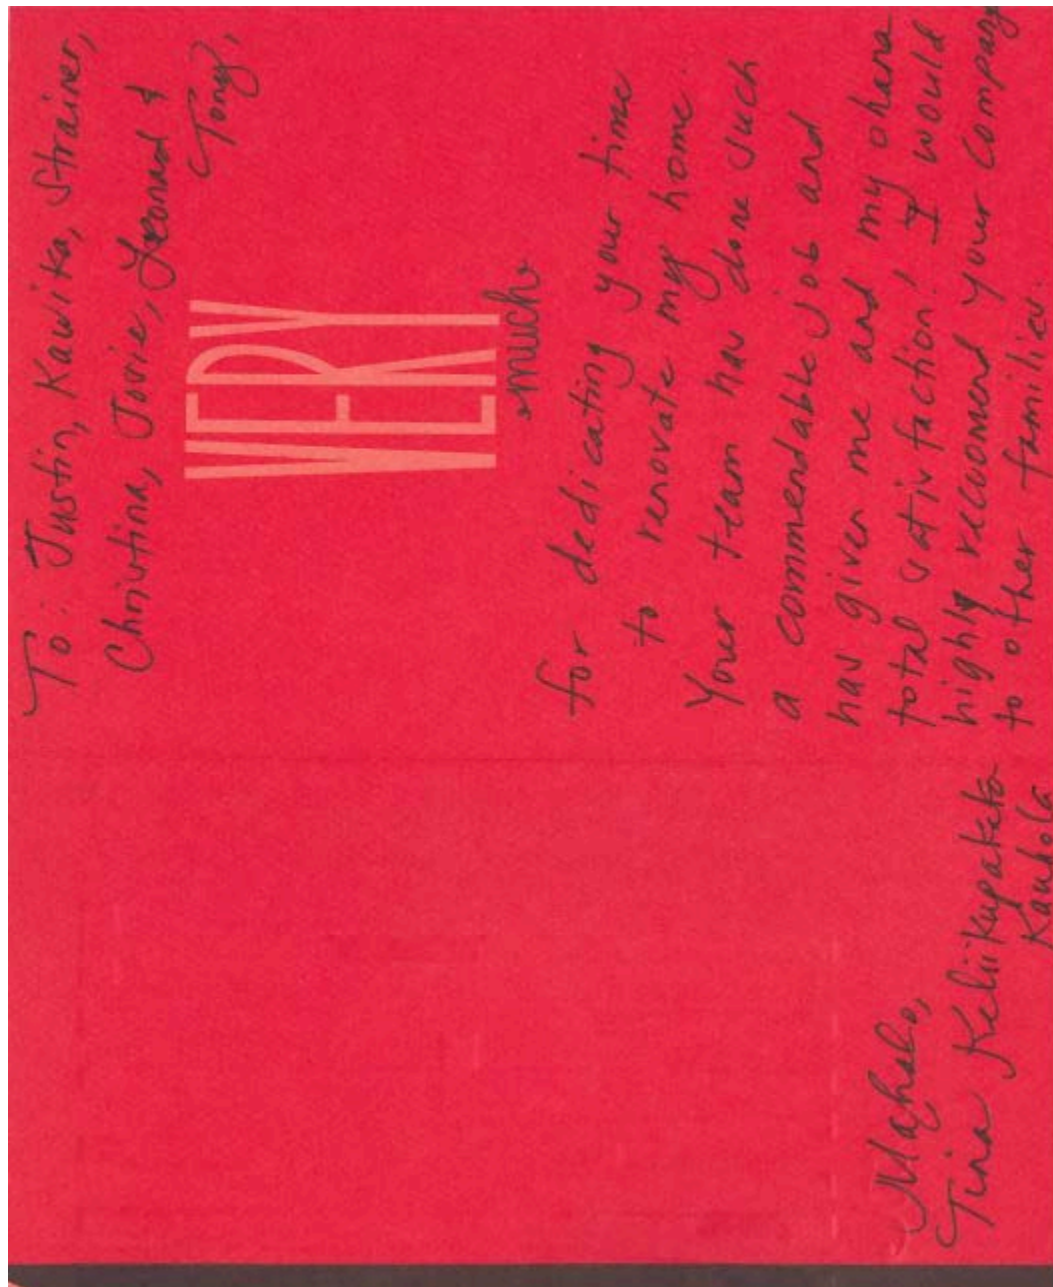 To: Justin, Kawika, Strainer,
Christina, Jovie, Leonard &
Tony,
VERY
much
for dedicating your time
to renovate my home.
Your team has done such
a commendable job and
has given me and my ohana
total satisfaction! I would
highly recommend your company
to other families.
Mahalo,
Tina Keliikupakako
Kauhola